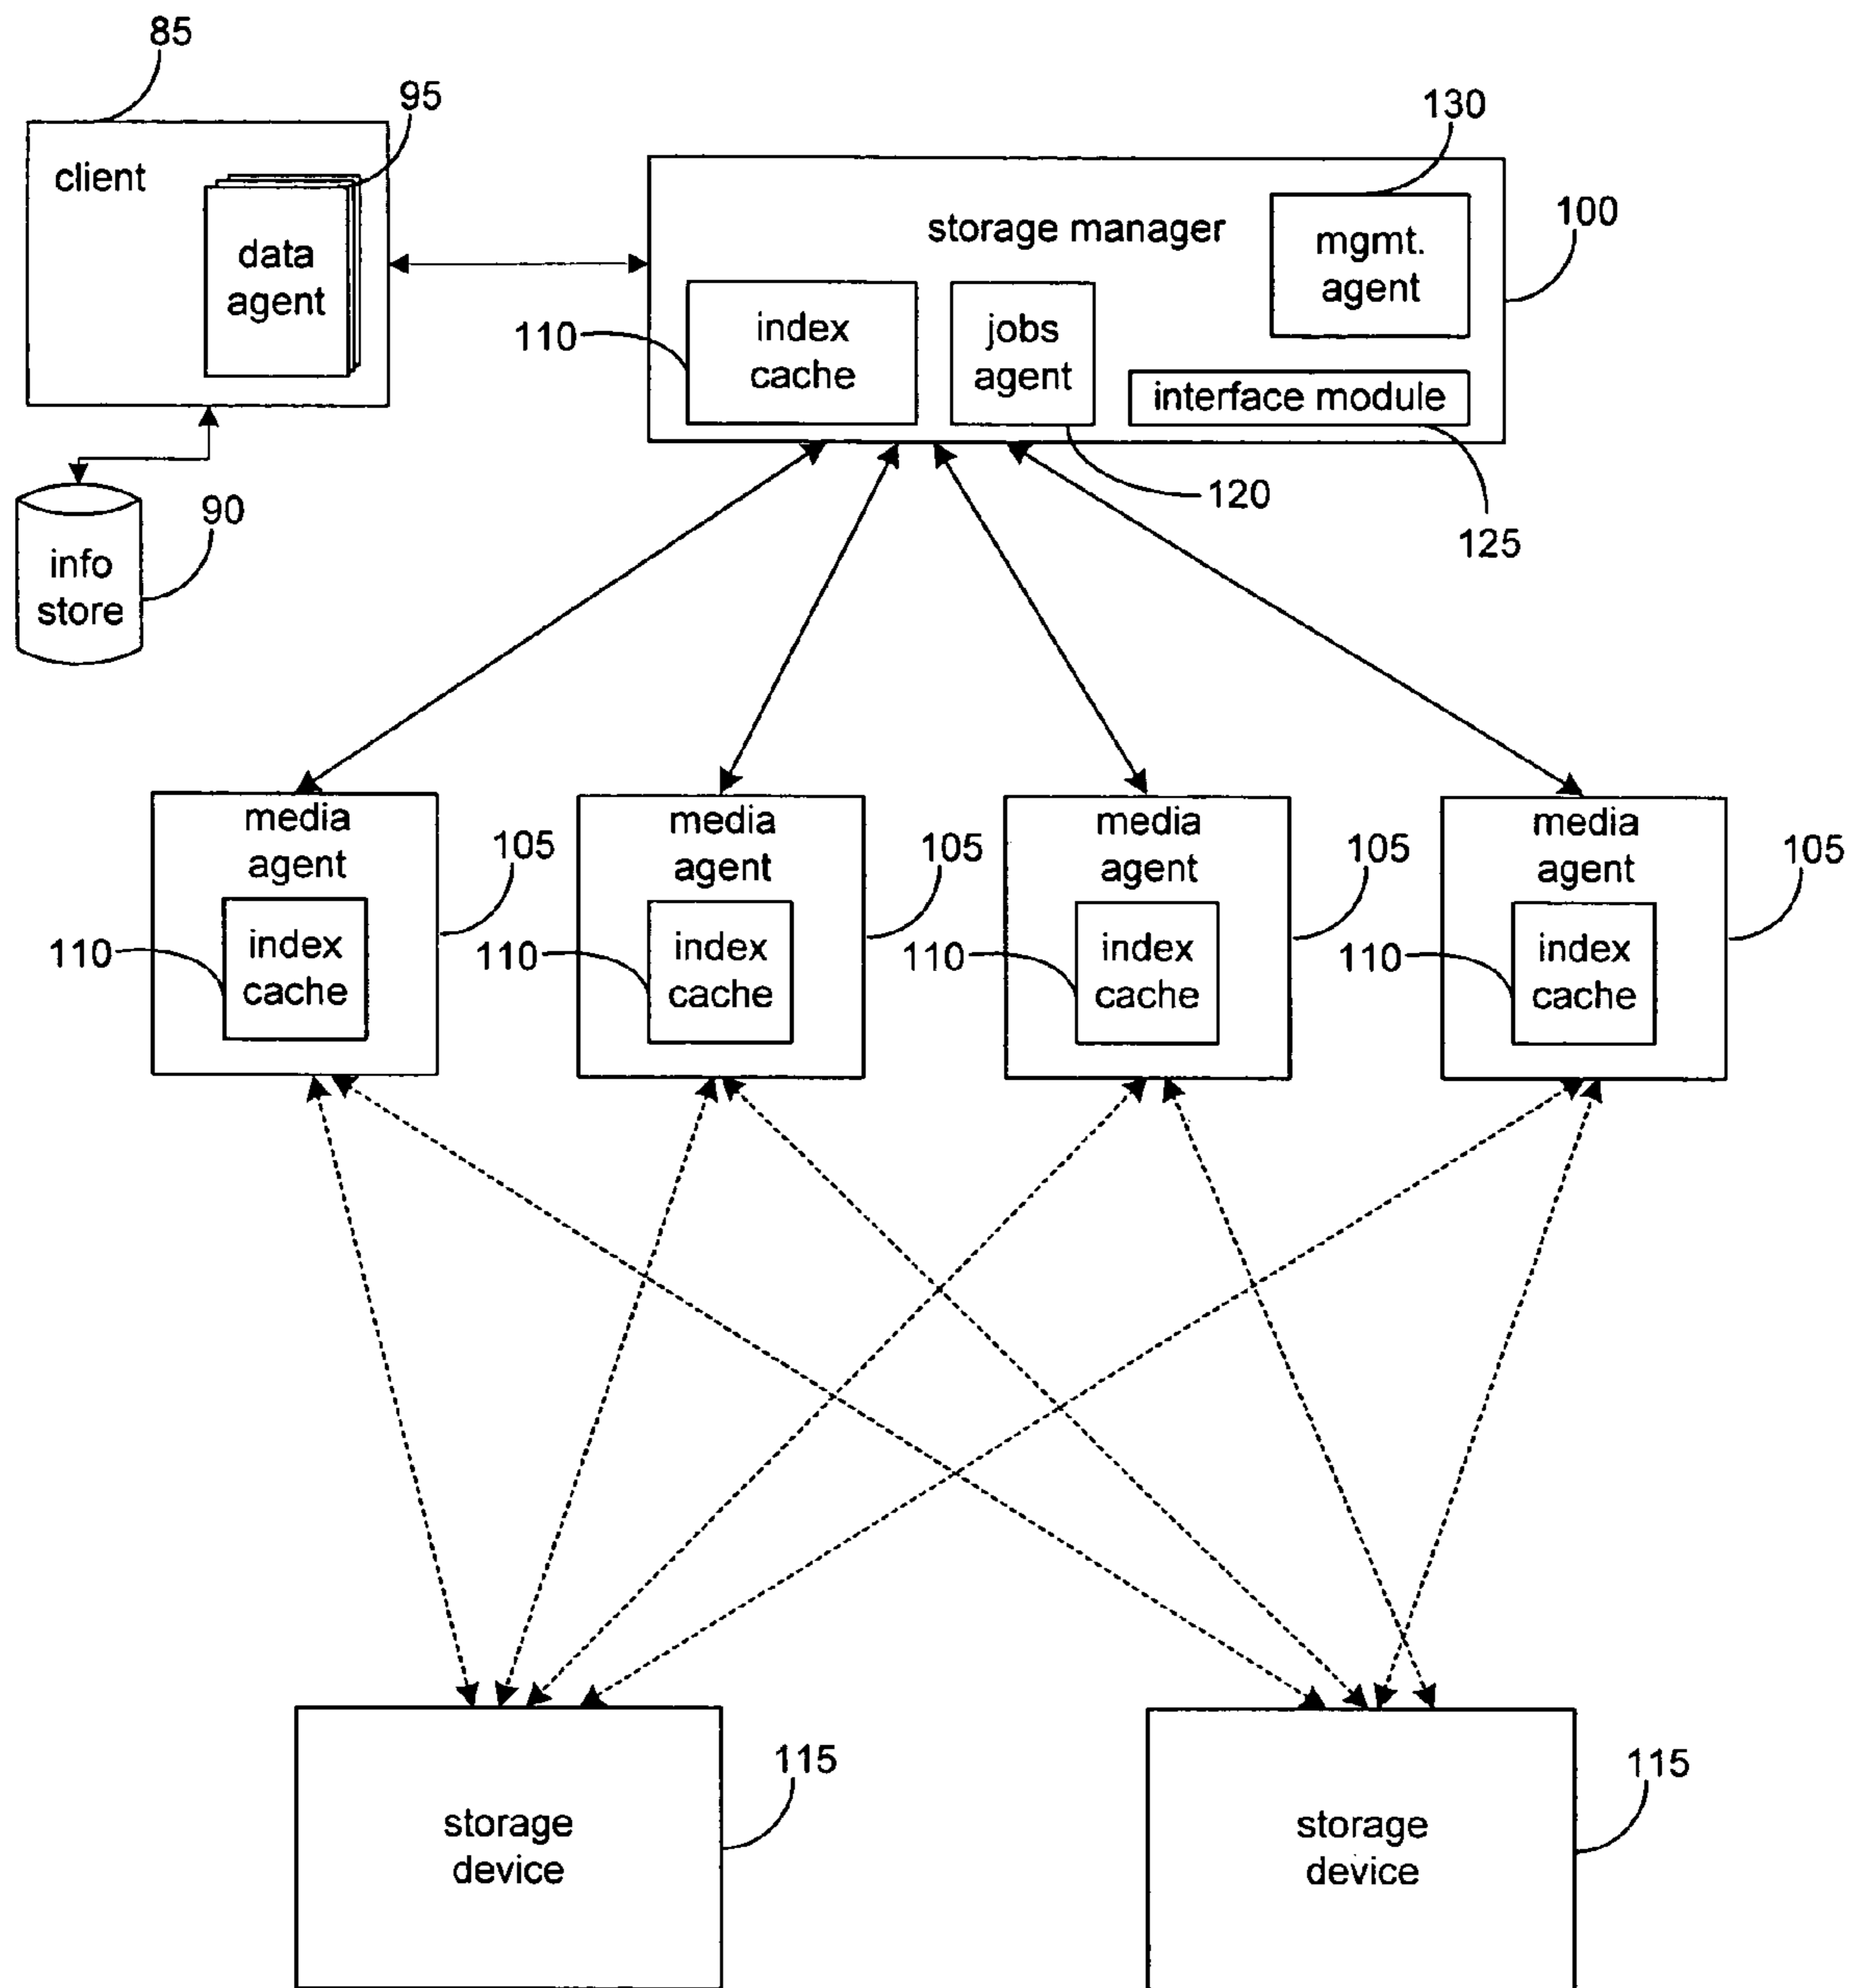 85
95
client
data
agent
130
storage manager
mgmt.
agent
100
110
index
cache
jobs
agent
interface module
120
125
90
info
store
media
agent
105
110
index
cache
media
agent
105
110
index
cache
media
agent
105
110
index
cache
media
agent
105
110
index
cache
storage
device
115
storage
device
115